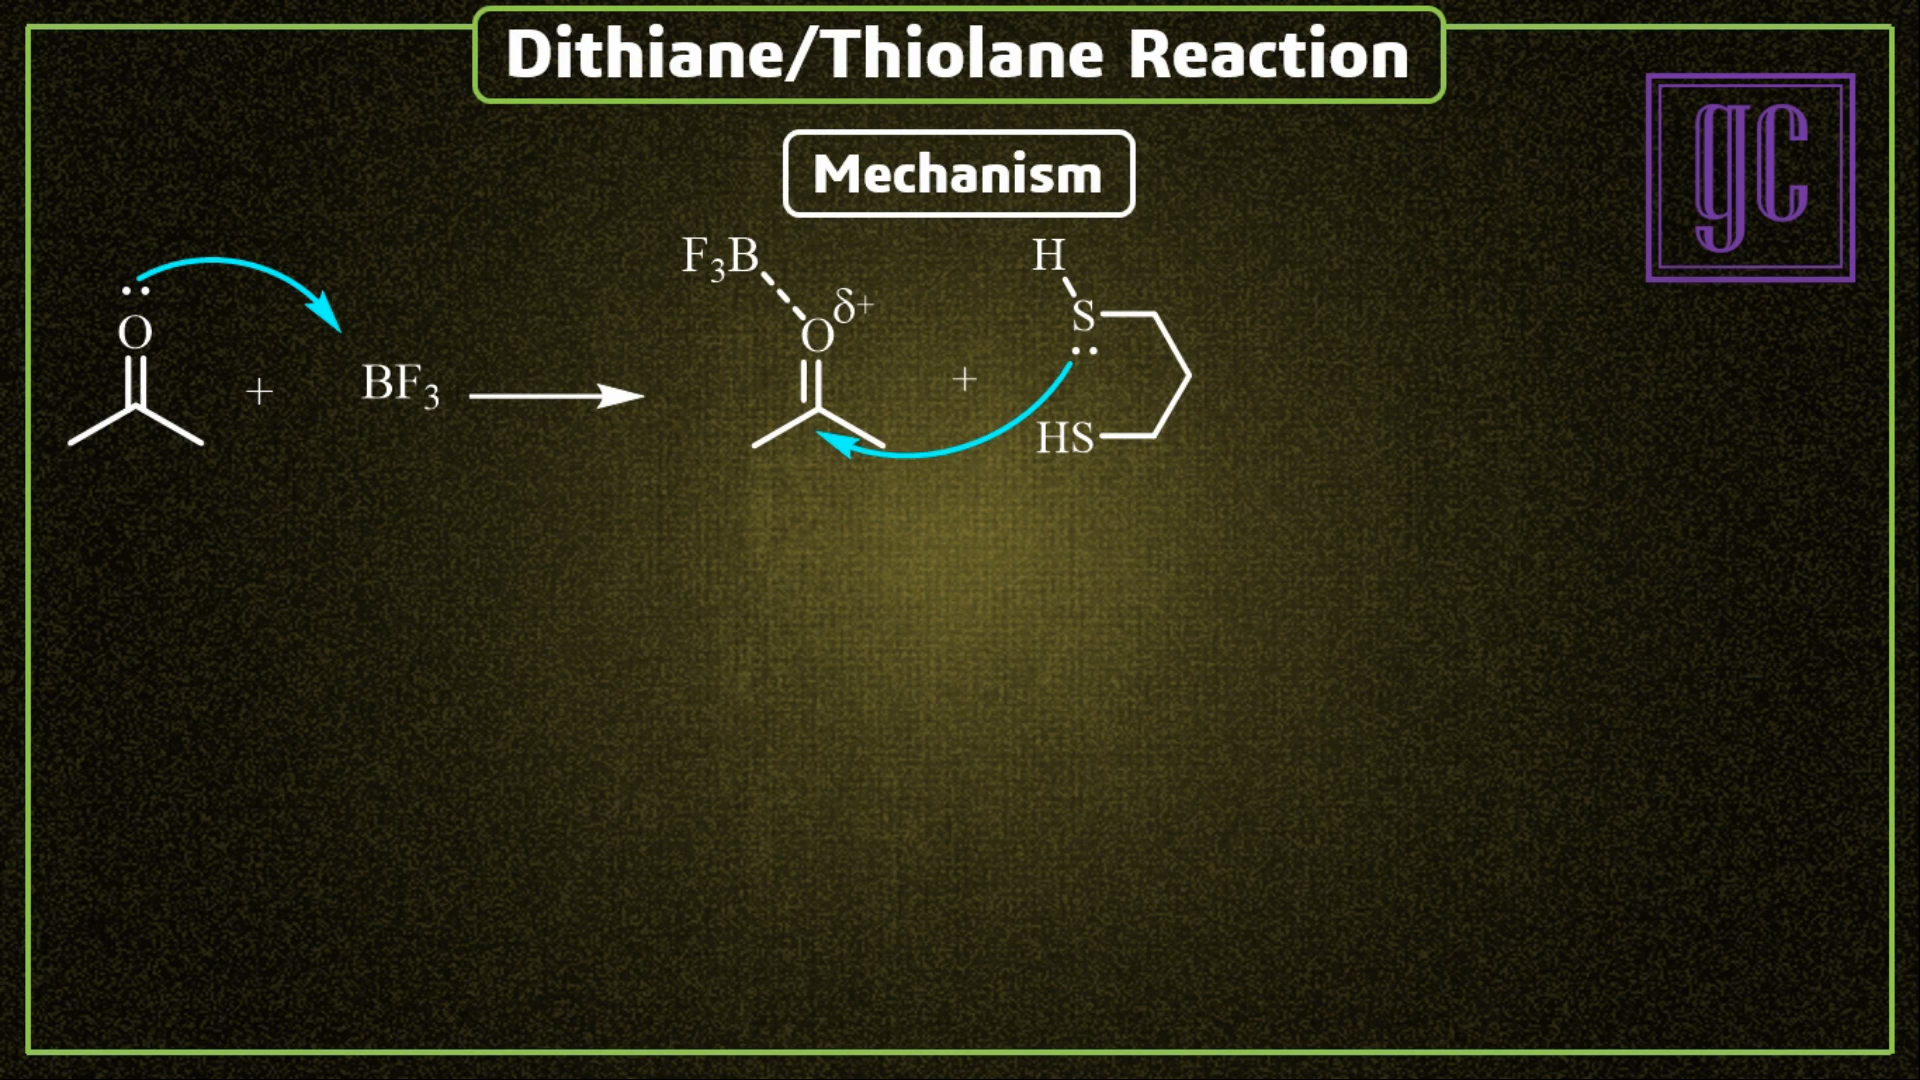 Dithiane/Thiolane Reaction
gc
Mechanism
F₃B
H
O
δ+
S
O
+
BF₃
+
HS